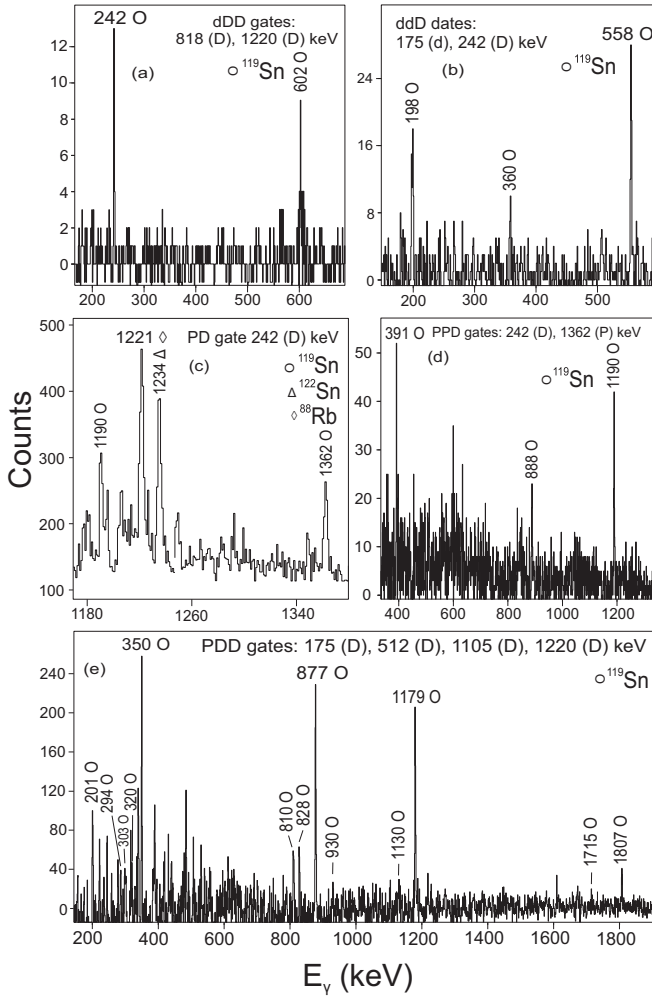 dDD gates:
818 (D), 1220 (D) keV
242 O
602 O
(a)
○ ¹¹⁹Sn
12
10
8
6
4
2
0
200 300 400 500 600
ddD dates:
175 (d), 242 (D) keV
558 O
198 O
360 O
(b)
○ ¹¹⁹Sn
28
18
8
0
200 300 400 500
PD gate 242 (D) keV
1221 ◊
1234 Δ
1190 O
1362 O
(c)
○ ¹¹⁹Sn
Δ ¹²²Sn
◊ ⁸⁸Rb
500
400
300
200
100
1180 1260 1340
391 O PPD gates: 242 (D), 1362 (P) keV
1190 O
888 O
(d)
○ ¹¹⁹Sn
50
40
30
20
10
0
400 600 800 1000 1200
Counts
350 O PDD gates: 175 (D), 512 (D), 1105 (D), 1220 (D) keV
(e)
○ ¹¹⁹Sn
877 O
1179 O
201 O
294 O
303 O
320 O
810 O
828 O
930 O
1130 O
1715 O
1807 O
240
200
160
120
80
40
0
200 400 600 800 1000 1200 1400 1600 1800
Eγ (keV)